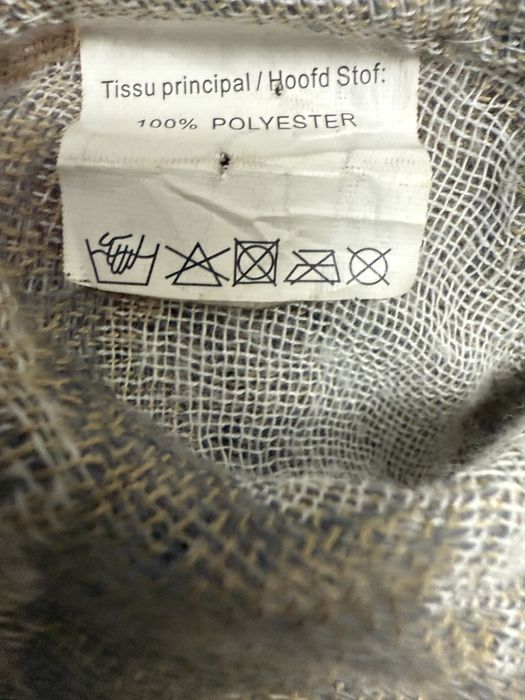 Tissu principal / Hoofd Stof:
100% POLYESTER